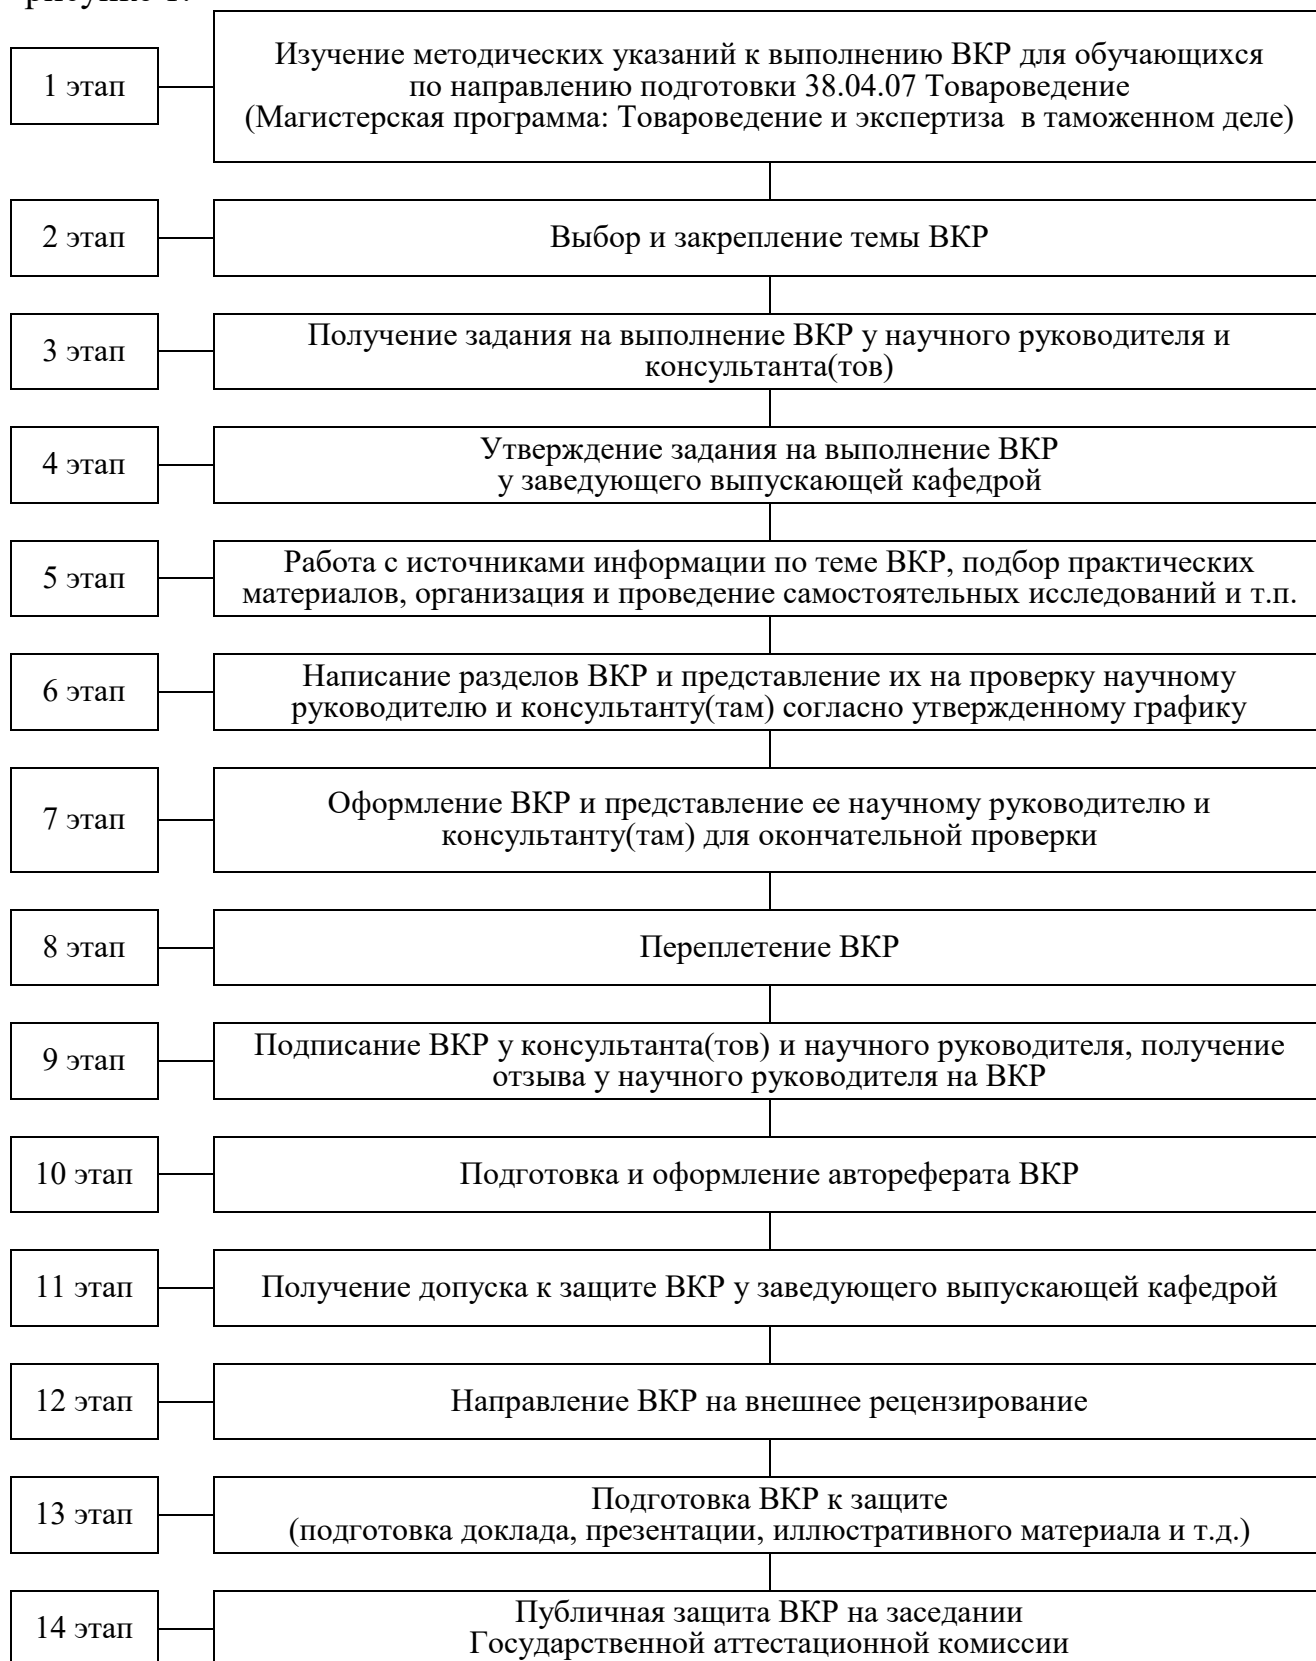 1 этап
Изучение методических указаний к выполнению ВКР для обучающихся
по направлению подготовки 38.04.07 Товароведение
(Магистерская программа: Товароведение и экспертиза в таможенном деле)
2 этап
Выбор и закрепление темы ВКР
3 этап
Получение задания на выполнение ВКР у научного руководителя и
консультанта(тов)
4 этап
Утверждение задания на выполнение ВКР
у заведующего выпускающей кафедрой
5 этап
Работа с источниками информации по теме ВКР, подбор практических
материалов, организация и проведение самостоятельных исследований и т.п.
6 этап
Написание разделов ВКР и представление их на проверку научному
руководителю и консультанту(там) согласно утвержденному графику
7 этап
Оформление ВКР и представление ее научному руководителю и
консультанту(там) для окончательной проверки
8 этап
Переплетение ВКР
9 этап
Подписание ВКР у консультанта(тов) и научного руководителя, получение
отзыва у научного руководителя на ВКР
10 этап
Подготовка и оформление автореферата ВКР
11 этап
Получение допуска к защите ВКР у заведующего выпускающей кафедрой
12 этап
Направление ВКР на внешнее рецензирование
13 этап
Подготовка ВКР к защите
(подготовка доклада, презентации, иллюстративного материала и т.д.)
14 этап
Публичная защита ВКР на заседании
Государственной аттестационной комиссии